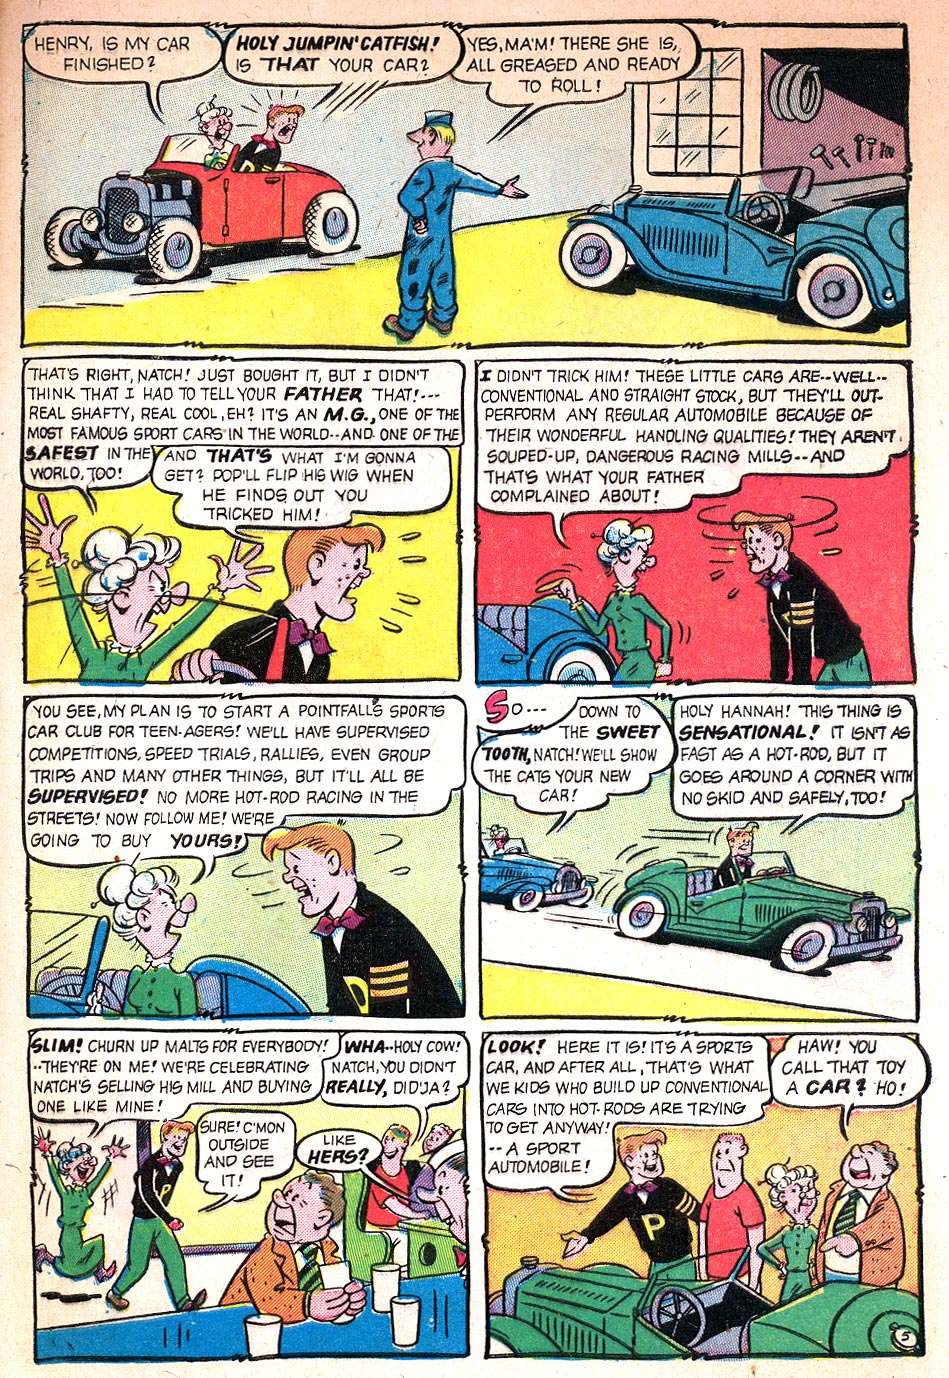 HENRY, IS MY CAR
FINISHED?
HOLY JUMPIN' CATFISH!
IS THAT YOUR CAR?
YES, MA'M! THERE SHE IS,
ALL GREASED AND READY
TO ROLL!
THAT'S RIGHT, NATCH! JUST BOUGHT IT, BUT I DIDN'T
THINK THAT I HAD TO TELL YOUR FATHER THAT!---
REAL SHAFTY, REAL COOL, EH? IT'S AN M.G., ONE OF THE
MOST FAMOUS SPORT CARS IN THE WORLD--AND ONE OF THE
SAFEST IN THE
WORLD, TOO!
AND THAT'S WHAT I'M GONNA
GET? POP'LL FLIP HIS WIG WHEN
HE FINDS OUT YOU
TRICKED HIM!
I DIDN'T TRICK HIM! THESE LITTLE CARS ARE--WELL--
CONVENTIONAL AND STRAIGHT STOCK, BUT THEY'LL OUT-
PERFORM ANY REGULAR AUTOMOBILE BECAUSE OF
THEIR WONDERFUL HANDLING QUALITIES! THEY AREN'T
SOUPED-UP, DANGEROUS RACING MILLS--AND
THAT'S WHAT YOUR FATHER
COMPLAINED ABOUT!
YOU SEE, MY PLAN IS TO START A POINTFALLS SPORTS
CAR CLUB FOR TEEN-AGERS! WE'LL HAVE SUPERVISED
COMPETITIONS, SPEED TRIALS, RALLIES, EVEN GROUP
TRIPS AND MANY OTHER THINGS, BUT IT'LL ALL BE
SUPERVISED! NO MORE HOT-ROD RACING IN THE
STREETS! NOW FOLLOW ME! WE'RE
GOING TO BUY YOURS!
SO---
DOWN TO
THE SWEET
TOOTH, NATCH! WE'LL SHOW
THE CATS YOUR NEW
CAR!
HOLY HANNAH! THIS THING IS
SENSATIONAL! IT ISN'T AS
FAST AS A HOT-ROD, BUT IT
GOES AROUND A CORNER WITH
NO SKID AND SAFELY, TOO!
SLIM! CHURN UP MALTS FOR EVERYBODY!
--THEY'RE ON ME! WE'RE CELEBRATING
NATCH'S SELLING HIS MILL AND BUYING
ONE LIKE MINE!
SURE! C'MON
OUTSIDE
AND SEE
IT!
WHA--HOLY COW!
NATCH, YOU DIDN'T
REALLY, DID'JA?
LIKE
HERS?
LOOK! HERE IT IS! IT'S A SPORTS
CAR, AND AFTER ALL, THAT'S WHAT
WE KIDS WHO BUILD UP CONVENTIONAL
CARS INTO HOT-RODS ARE TRYING
TO GET ANYWAY!
-- A SPORT
AUTOMOBILE!
HAW! YOU
CALL THAT TOY
A CAR? HO!
P
5